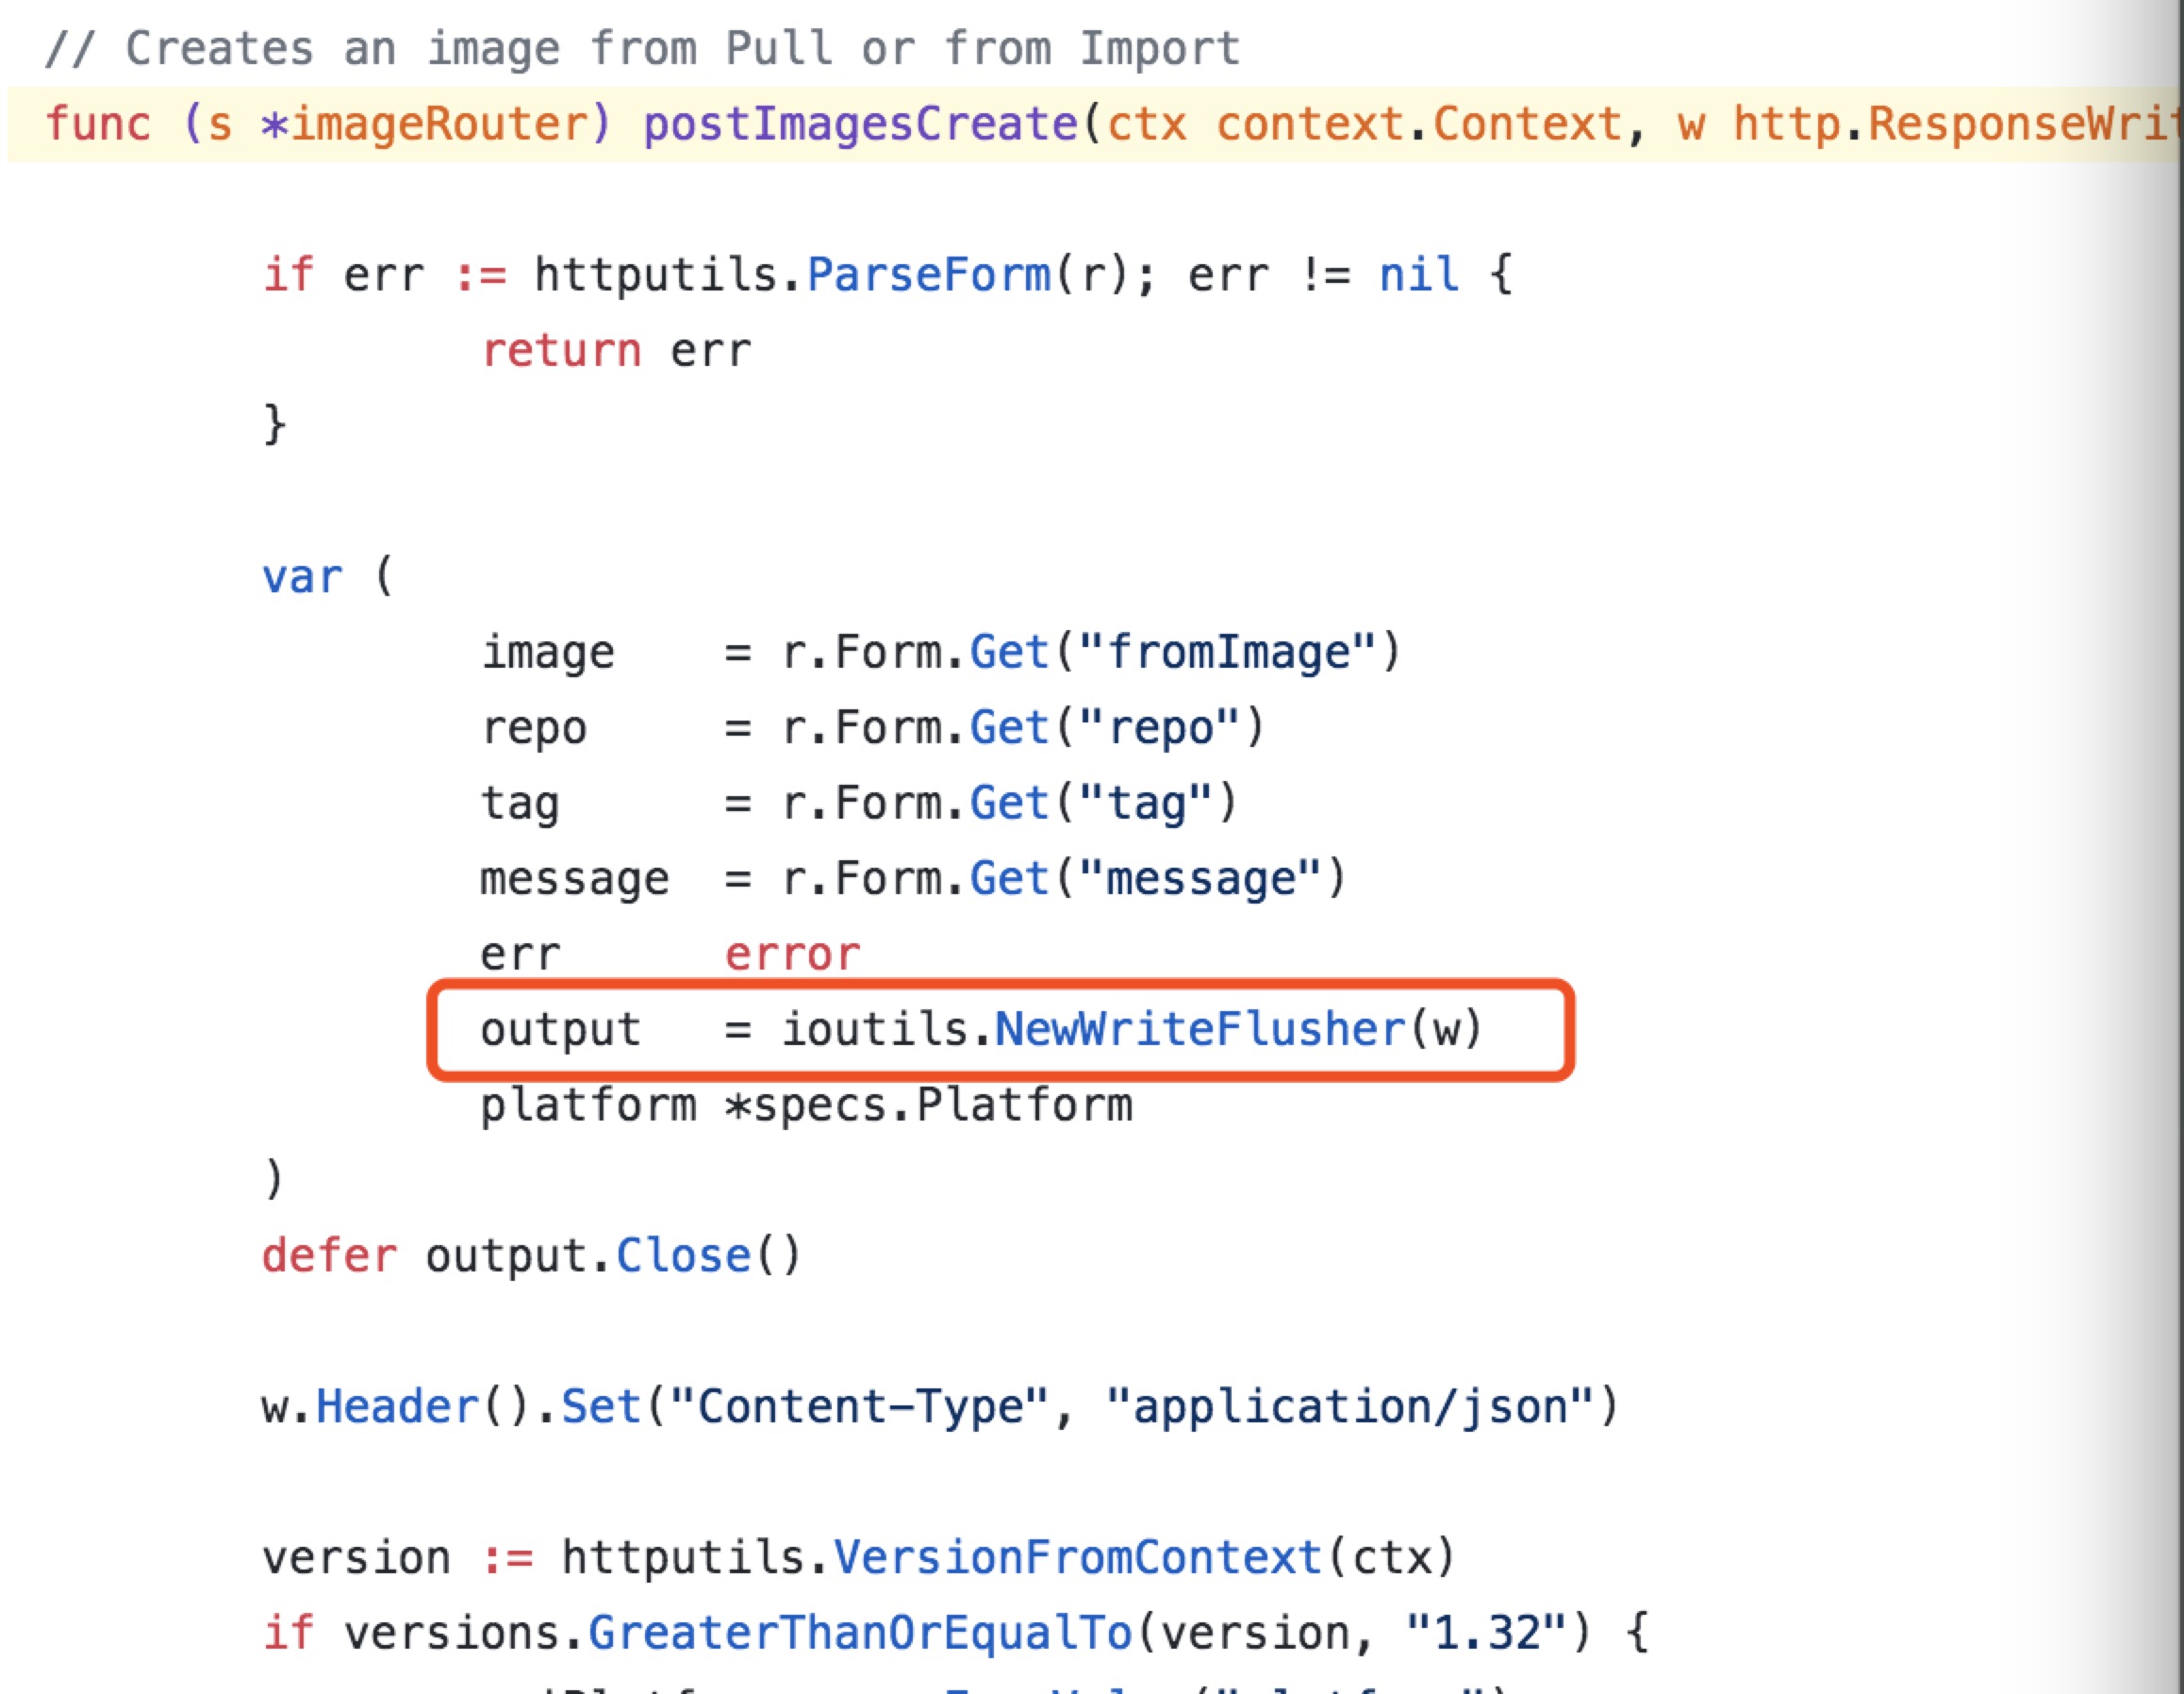 // Creates an image from Pull or from Import
func (s *imageRouter) postImagesCreate(ctx context.Context, w http.ResponseWrit
if err := httputils.ParseForm(r); err != nil {
return err
}
var (
image = r.Form.Get("fromImage")
repo = r.Form.Get("repo")
tag = r.Form.Get("tag")
message = r.Form.Get("message")
err error
output = ioutils.NewWriteFlusher(w)
platform *specs.Platform
)
defer output.Close()
w.Header().Set("Content-Type", "application/json")
version := httputils.VersionFromContext(ctx)
if versions.GreaterThanOrEqualTo(version, "1.32") {